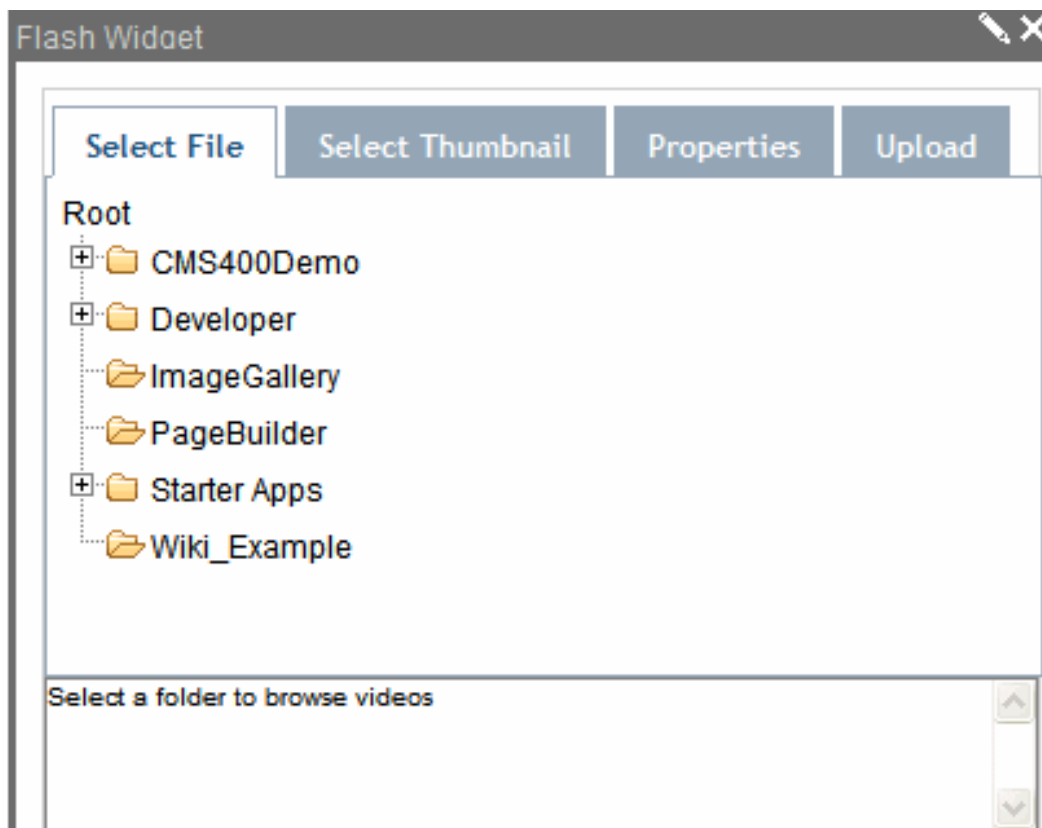 Flash Widget
Select File Select Thumbnail Properties Upload
Root
CMS400Demo
Developer
ImageGallery
PageBuilder
Starter Apps
Wiki_Example
Select a folder to browse videos